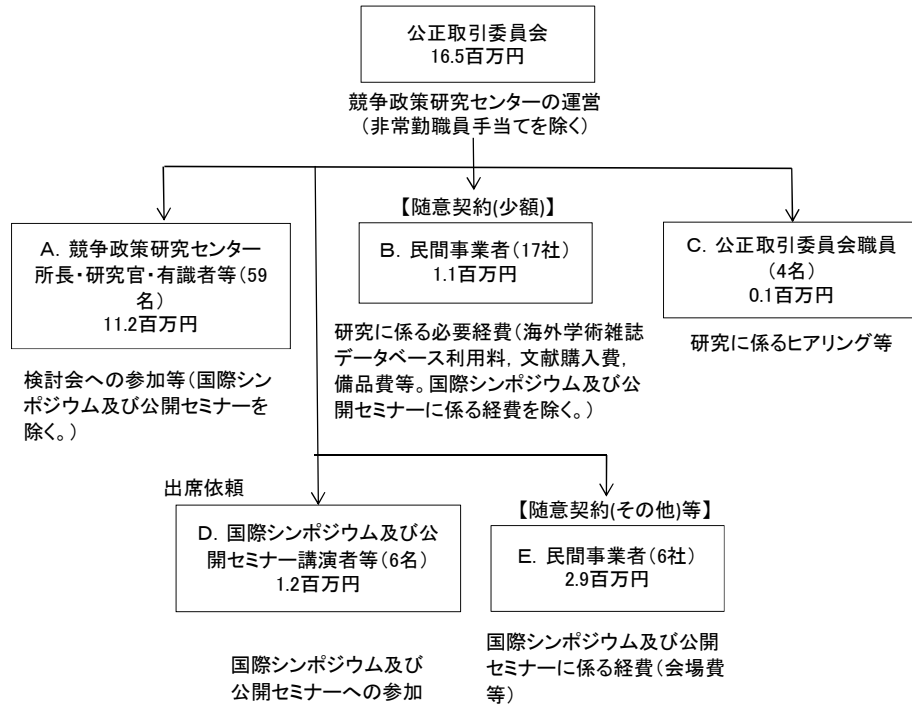 公正取引委員会
16.5百万円
競争政策研究センターの運営
（非常勤職員手当てを除く）
A．競争政策研究センター
所長・研究官・有識者等（59
名）
11.2百万円
検討会への参加等（国際シン
ポジウム及び公開セミナーを
除く。）
【随意契約(少額)】
B．民間事業者（17社）
1.1百万円
研究に係る必要経費（海外学術雑誌
データベース利用料，文献購入費，
備品費等。国際シンポジウム及び公
開セミナーに係る経費を除く。）
C．公正取引委員会職員
（4名）
0.1百万円
研究に係るヒアリング等
出席依頼
D．国際シンポジウム及び公
開セミナー講演者等（6名）
1.2百万円
国際シンポジウム及び
公開セミナーへの参加
【随意契約(その他)等】
E．民間事業者（6社）
2.9百万円
国際シンポジウム及び公開
セミナーに係る経費（会場費
等）